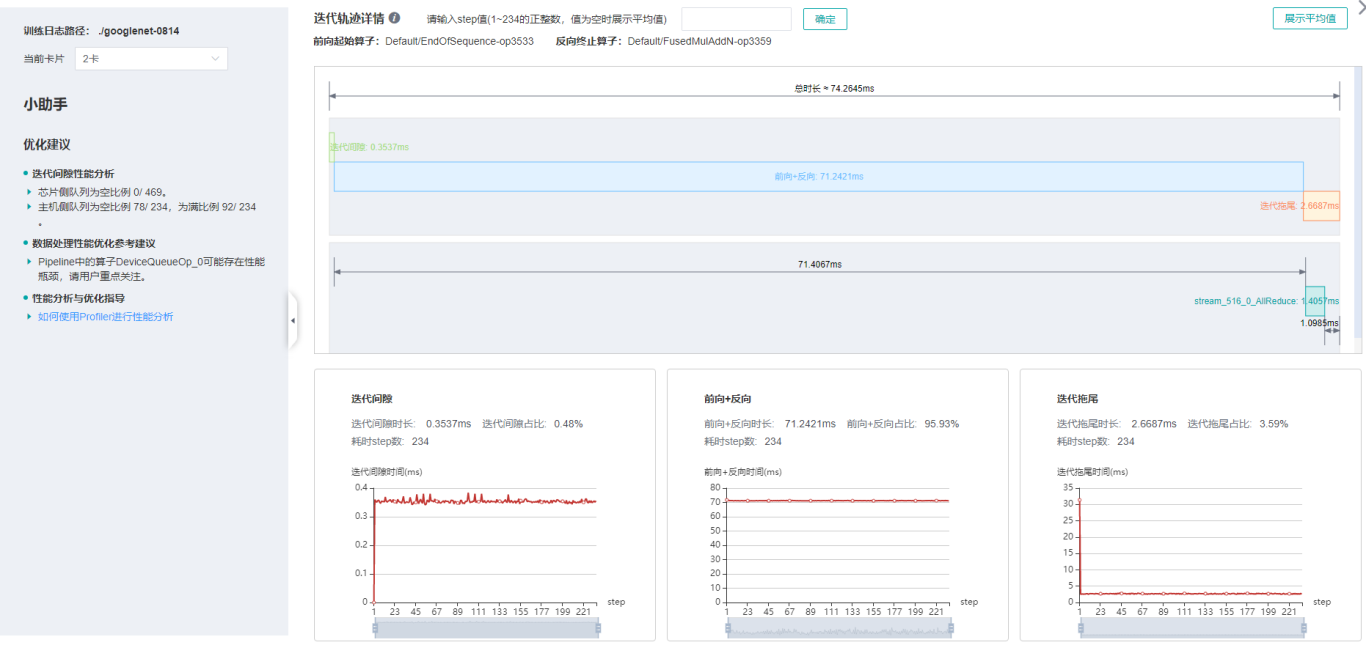 训练日志路径： ./googlenet-0814
当前卡片 2卡
小助手
优化建议
迭代间隙性能分析
芯片侧队列为空比例 0/ 469。
主机侧队列为空比例 78/ 234，为满比例 92/ 234
。
数据处理性能优化参考建议
Pipeline中的算子DeviceQueueOp_0可能存在性能
瓶颈，请用户重点关注。
性能分析与优化指导
如何使用Profiler进行性能分析
迭代轨迹详情 请输入step值(1~234的正整数，值为空时展示平均值) 确定 展示平均值
前向起始算子： Default/EndOfSequence-op3533 反向终止算子： Default/FusedMulAddN-op3359
总时长 ≈ 74.2645ms
迭代间隙: 0.3537ms
前向+反向: 71.2421ms
迭代拖尾: 2.6687ms
71.4067ms
stream_516_0_AllReduce: 1.4057ms
1.0985ms
迭代间隙
迭代间隙时长: 0.3537ms 迭代间隙占比: 0.48%
耗时step数: 234
迭代间隙时间(ms)
0.4
0.3
0.2
0.1
0
1 23 45 67 89 111 133 155 177 199 221 step
前向+反向
前向+反向时长: 71.2421ms 前向+反向占比: 95.93%
耗时step数: 234
前向+反向时间(ms)
80
70
60
50
40
30
20
10
0
1 23 45 67 89 111 133 155 177 199 221 step
迭代拖尾
迭代拖尾时长: 2.6687ms 迭代拖尾占比: 3.59%
耗时step数: 234
迭代拖尾时间(ms)
35
30
25
20
15
10
5
0
1 23 45 67 89 111 133 155 177 199 221 step